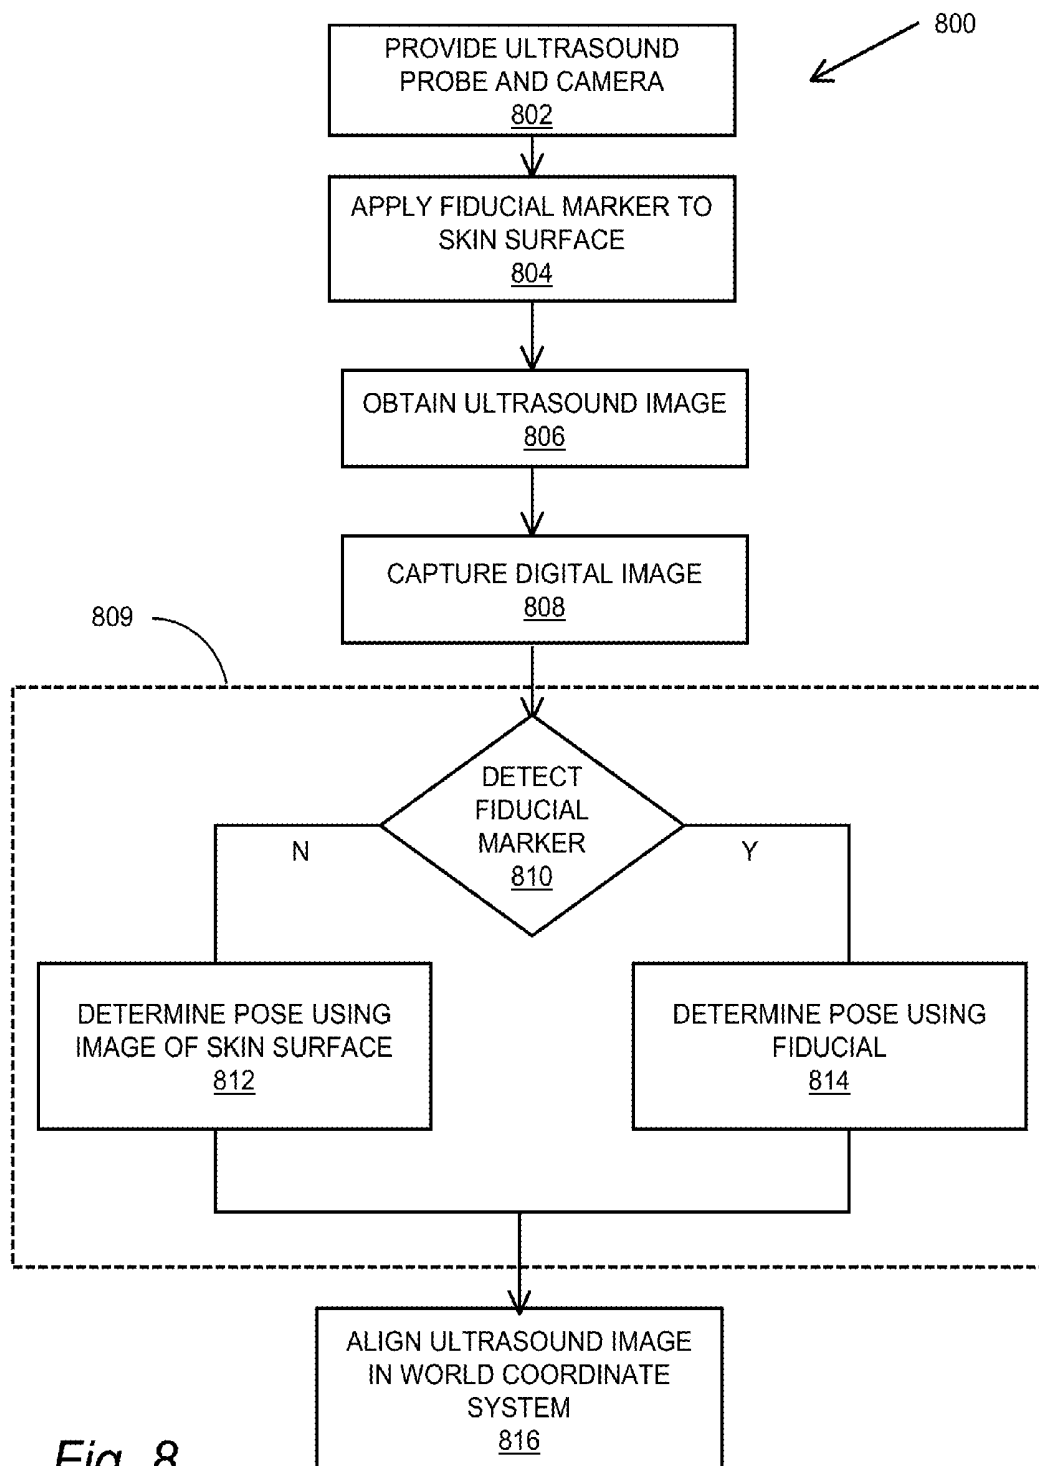 800
PROVIDE ULTRASOUND
PROBE AND CAMERA
802
APPLY FIDUCIAL MARKER TO
SKIN SURFACE
804
OBTAIN ULTRASOUND IMAGE
806
CAPTURE DIGITAL IMAGE
808
809
DETECT
FIDUCIAL
MARKER
810
N
Y
DETERMINE POSE USING
IMAGE OF SKIN SURFACE
812
DETERMINE POSE USING
FIDUCIAL
814
ALIGN ULTRASOUND IMAGE
IN WORLD COORDINATE
SYSTEM
816
Fig. 8